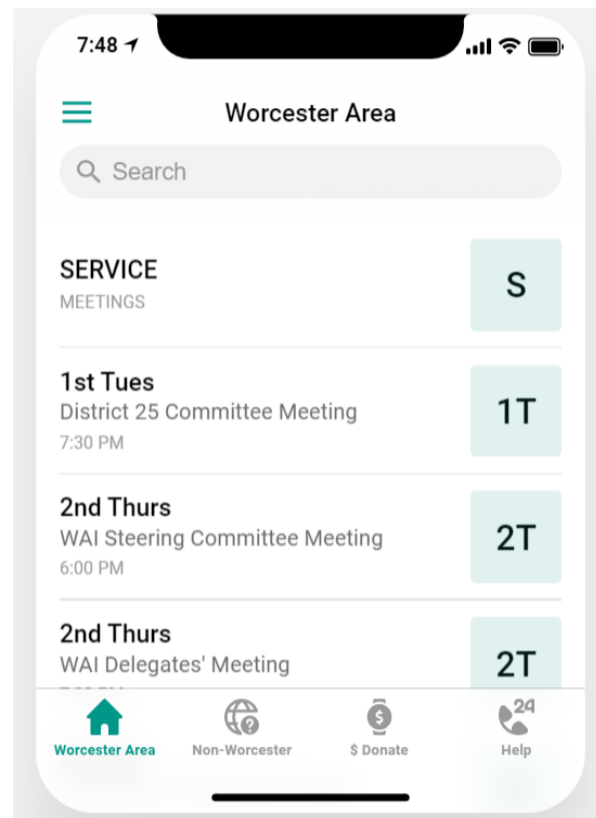 7:48
Worcester Area
Search
SERVICE
MEETINGS
S
1st Tues
District 25 Committee Meeting
7:30 PM
1T
2nd Thurs
WAI Steering Committee Meeting
6:00 PM
2T
2nd Thurs
WAI Delegates' Meeting
2T
Worcester Area
Non-Worcester
$ Donate
24
Help